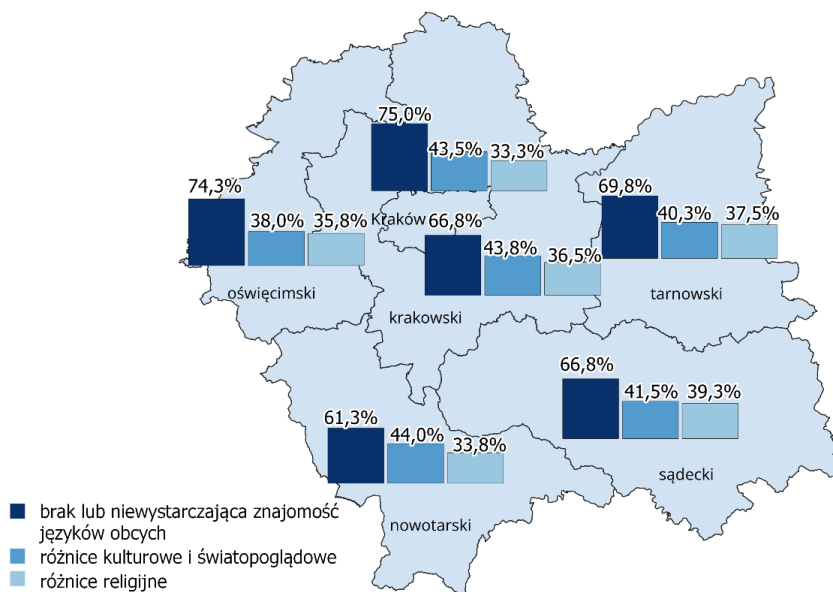 75,0%
43,5%
33,3%
74,3%
38,0%
35,8%
Kraków
66,8%
43,8%
36,5%
69,8%
40,3%
37,5%
oświęcimski
krakowski
tarnowski
66,8%
41,5%
39,3%
61,3%
44,0%
33,8%
sądecki
nowotarski
brak lub niewystarczająca znajomość
języków obcych
różnice kulturowe i światopoglądowe
różnice religijne